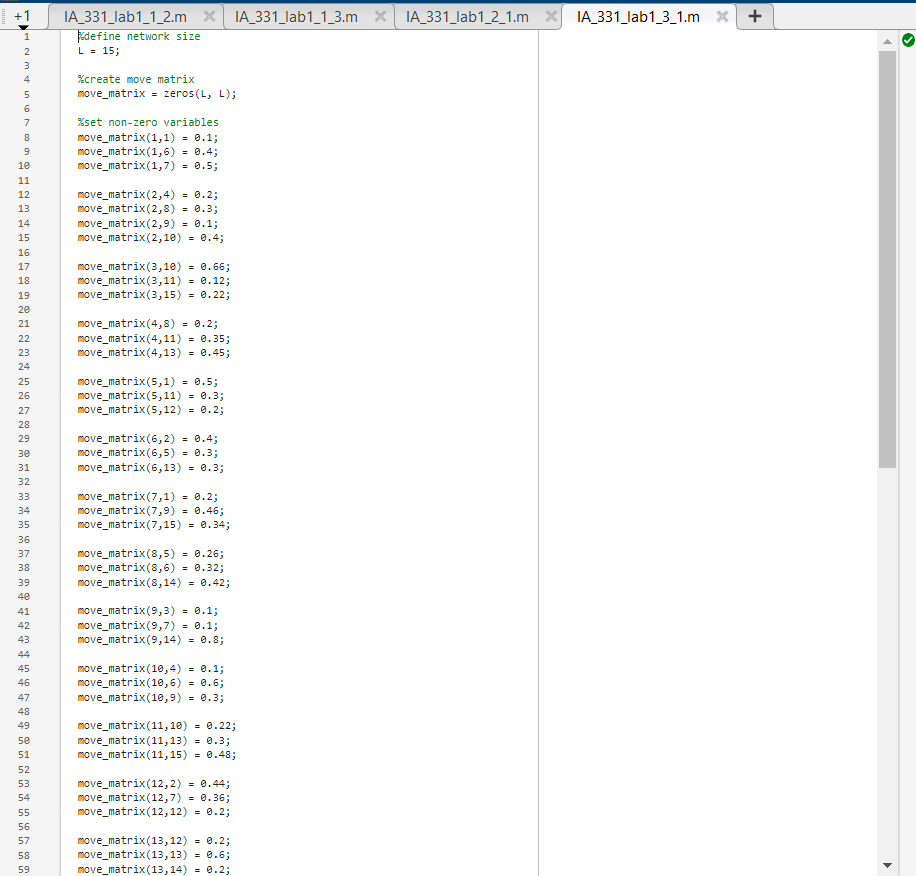 +1 IA_331_lab1_1_2.m IA_331_lab1_1_3.m IA_331_lab1_2_1.m IA_331_lab1_3_1.m
1 %define network size
2 L = 15;
3
4 %create move matrix
5 move_matrix = zeros(L, L);
6
7 %set non-zero variables
8 move_matrix(1,1) = 0.1;
9 move_matrix(1,6) = 0.4;
10 move_matrix(1,7) = 0.5;
11
12 move_matrix(2,4) = 0.2;
13 move_matrix(2,8) = 0.3;
14 move_matrix(2,9) = 0.1;
15 move_matrix(2,10) = 0.4;
16
17 move_matrix(3,10) = 0.66;
18 move_matrix(3,11) = 0.12;
19 move_matrix(3,15) = 0.22;
20
21 move_matrix(4,8) = 0.2;
22 move_matrix(4,11) = 0.35;
23 move_matrix(4,13) = 0.45;
24
25 move_matrix(5,1) = 0.5;
26 move_matrix(5,11) = 0.3;
27 move_matrix(5,12) = 0.2;
28
29 move_matrix(6,2) = 0.4;
30 move_matrix(6,5) = 0.3;
31 move_matrix(6,13) = 0.3;
32
33 move_matrix(7,1) = 0.2;
34 move_matrix(7,9) = 0.46;
35 move_matrix(7,15) = 0.34;
36
37 move_matrix(8,5) = 0.26;
38 move_matrix(8,6) = 0.32;
39 move_matrix(8,14) = 0.42;
40
41 move_matrix(9,3) = 0.1;
42 move_matrix(9,7) = 0.1;
43 move_matrix(9,14) = 0.8;
44
45 move_matrix(10,4) = 0.1;
46 move_matrix(10,6) = 0.6;
47 move_matrix(10,9) = 0.3;
48
49 move_matrix(11,10) = 0.22;
50 move_matrix(11,13) = 0.3;
51 move_matrix(11,15) = 0.48;
52
53 move_matrix(12,2) = 0.44;
54 move_matrix(12,7) = 0.36;
55 move_matrix(12,12) = 0.2;
56
57 move_matrix(13,12) = 0.2;
58 move_matrix(13,13) = 0.6;
59 move_matrix(13,14) = 0.2;